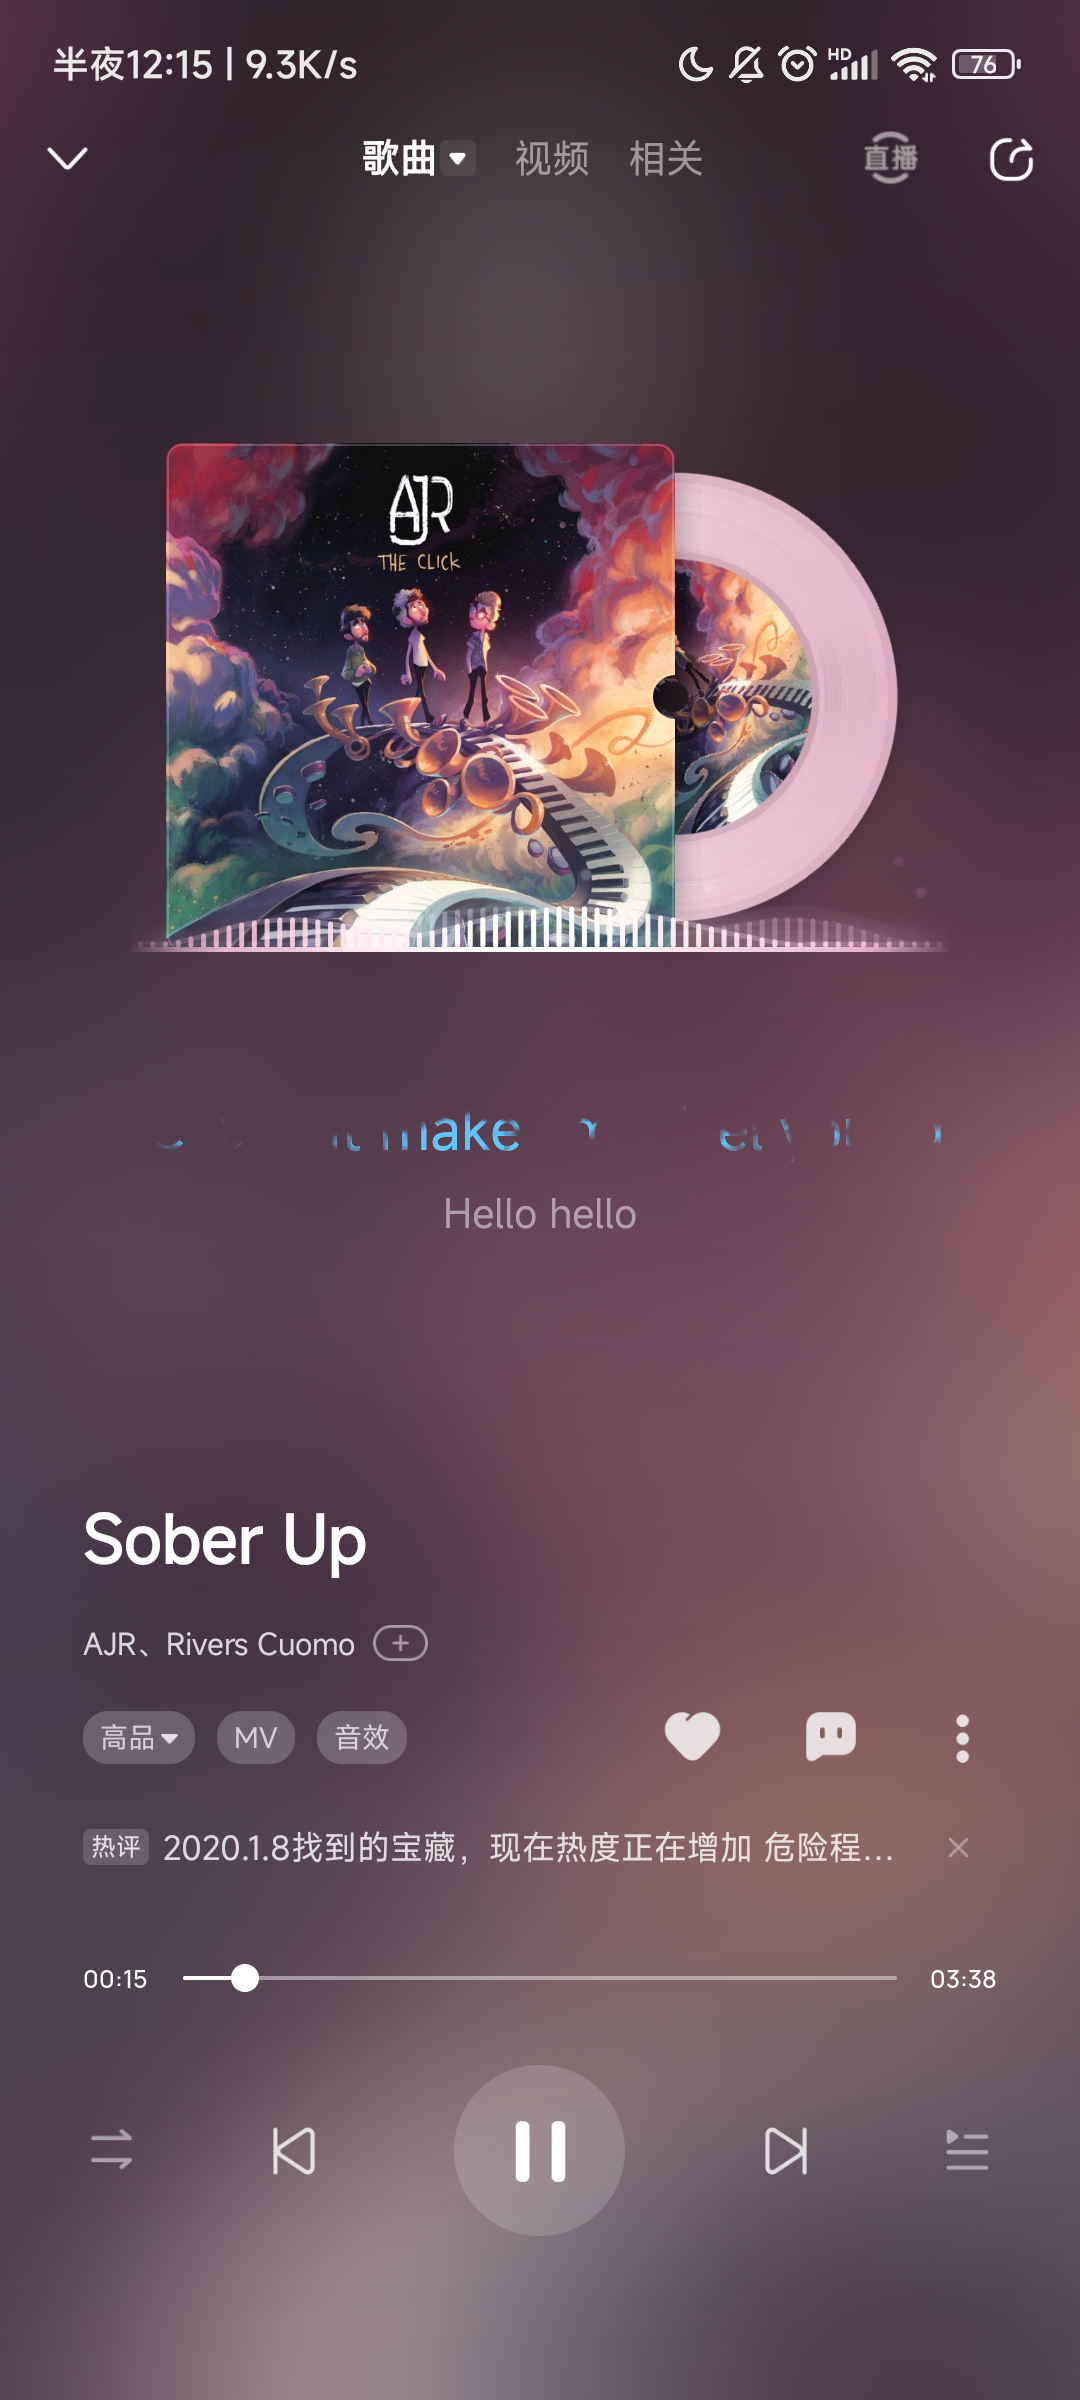 半夜12:15 | 9.3K/s
HD
76
歌曲 视频 相关 直播
AJR
THE CLICK
make
Hello hello
Sober Up
AJR、Rivers Cuomo
高品 MV 音效
热评 2020.1.8找到的宝藏，现在热度正在增加 危险程...
00:15 03:38